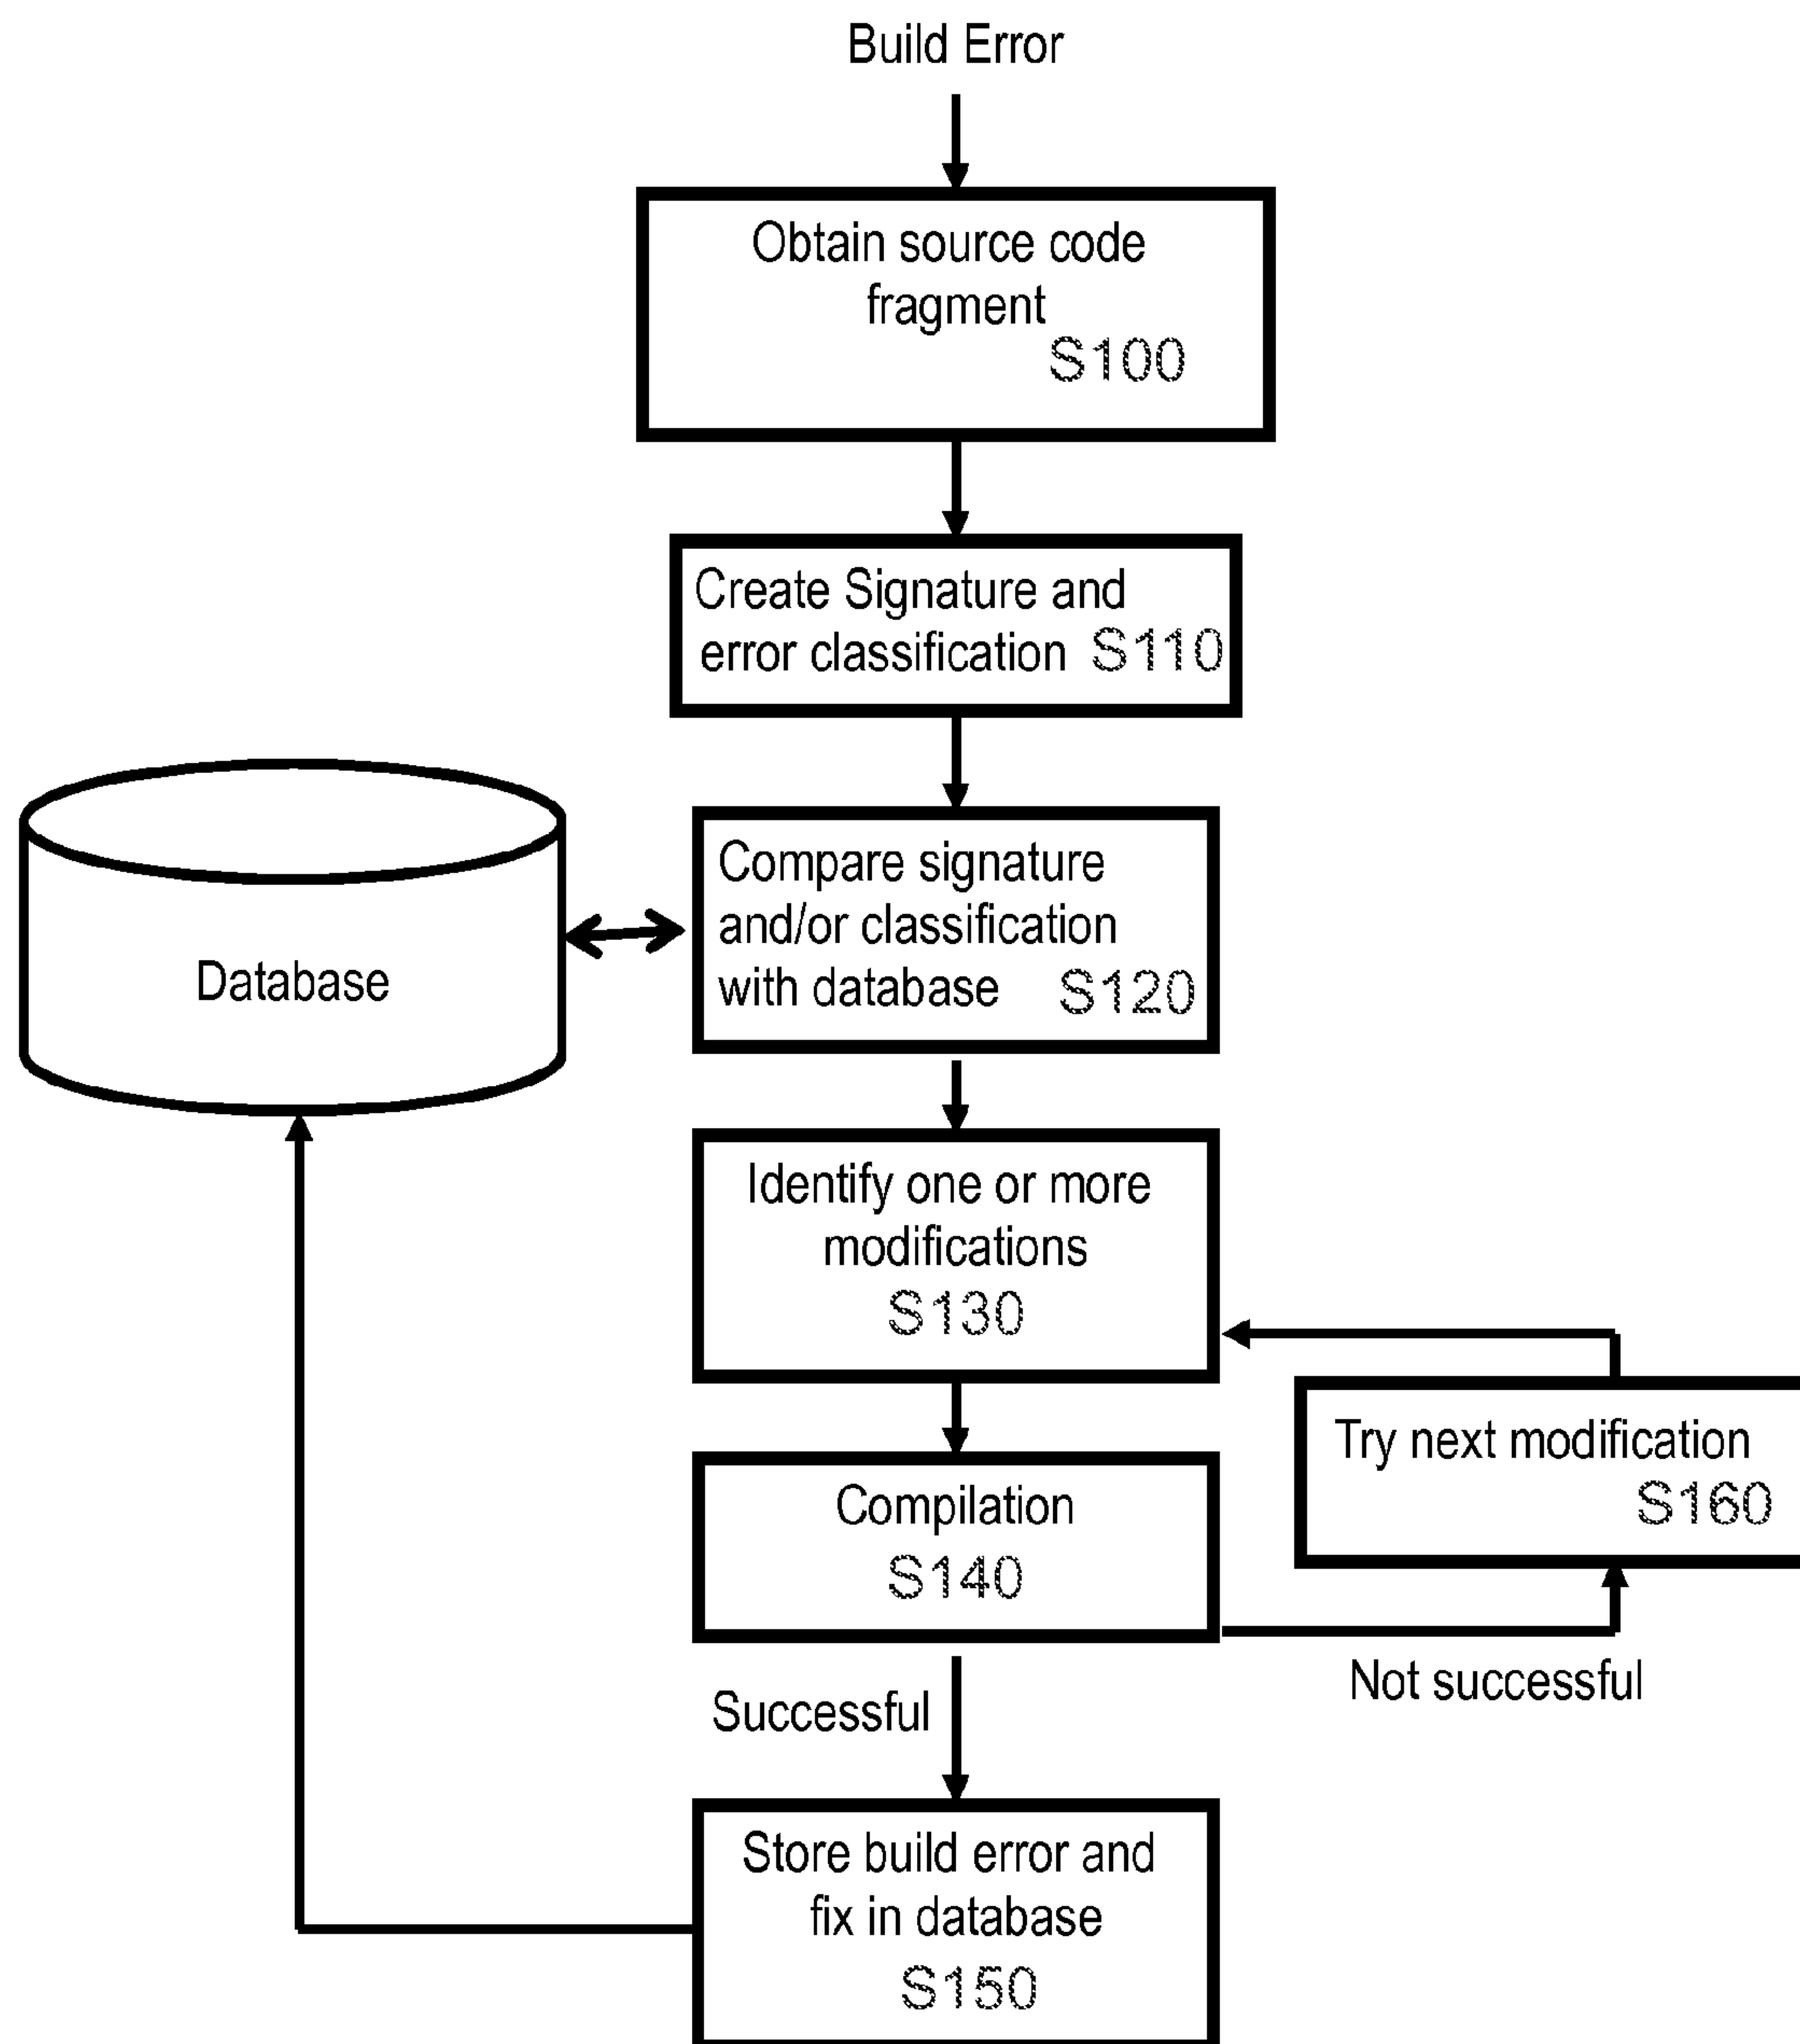 Build Error
Obtain source code
fragment
S100
Create Signature and
error classification S110
Compare signature
and/or classification
with database S120
Database
Identify one or more
modifications
S130
Try next modification
S160
Compilation
S140
Not successful
Successful
Store build error and
fix in database
S150